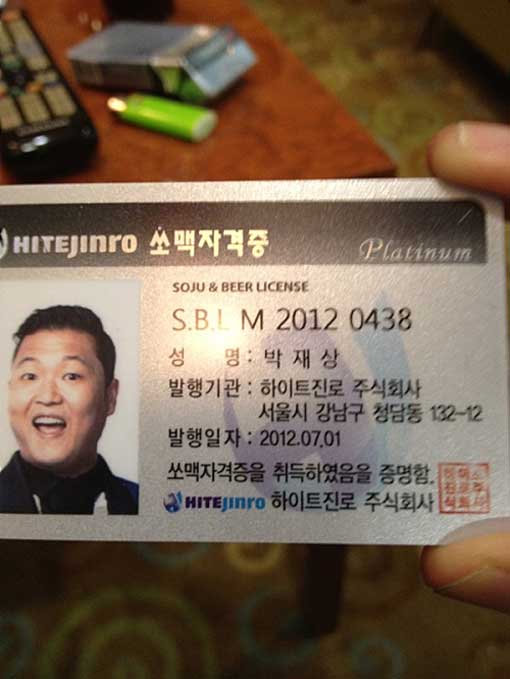 HITEJINRO 쏘맥자격증 Platinum
SOJU & BEER LICENSE
S.B.L M 2012 0438
성 명 : 박 재 상
발행기관 : 하이트진로 주식회사
서울시 강남구 청담동 132-12
발행일자 : 2012.07.01
쏘맥자격증을 취득하였음을 증명함.
HITEJINRO 하이트진로 주식회사